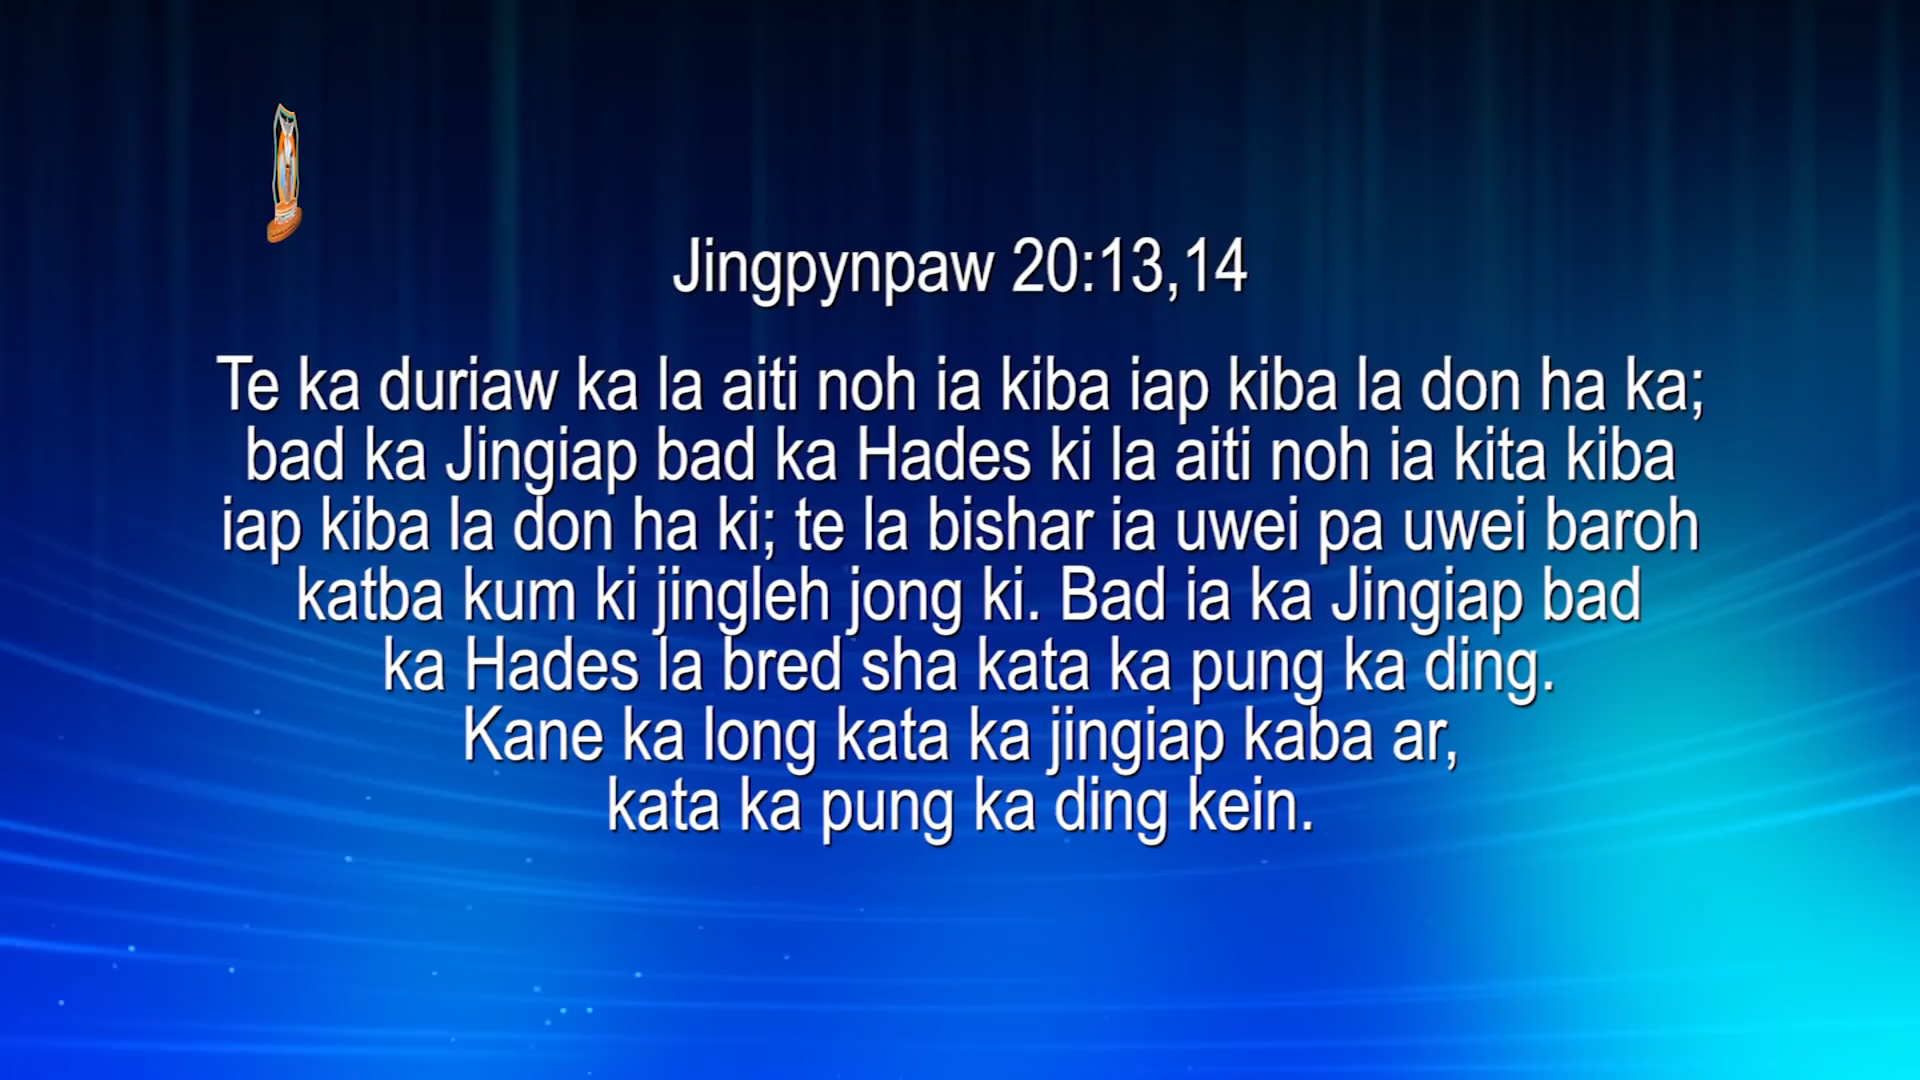 Jingpynpaw 20:13,14
Te ka duriaw ka la aiti noh ia kiba iap kiba la don ha ka;
bad ka Jingiap bad ka Hades ki la aiti noh ia kita kiba
iap kiba la don ha ki; te la bishar ia uwei pa uwei baroh
katba kum ki jingleh jong ki. Bad ia ka Jingiap bad
ka Hades la bred sha kata ka pung ka ding.
Kane ka long kata ka jingiap kaba ar,
kata ka pung ka ding kein.